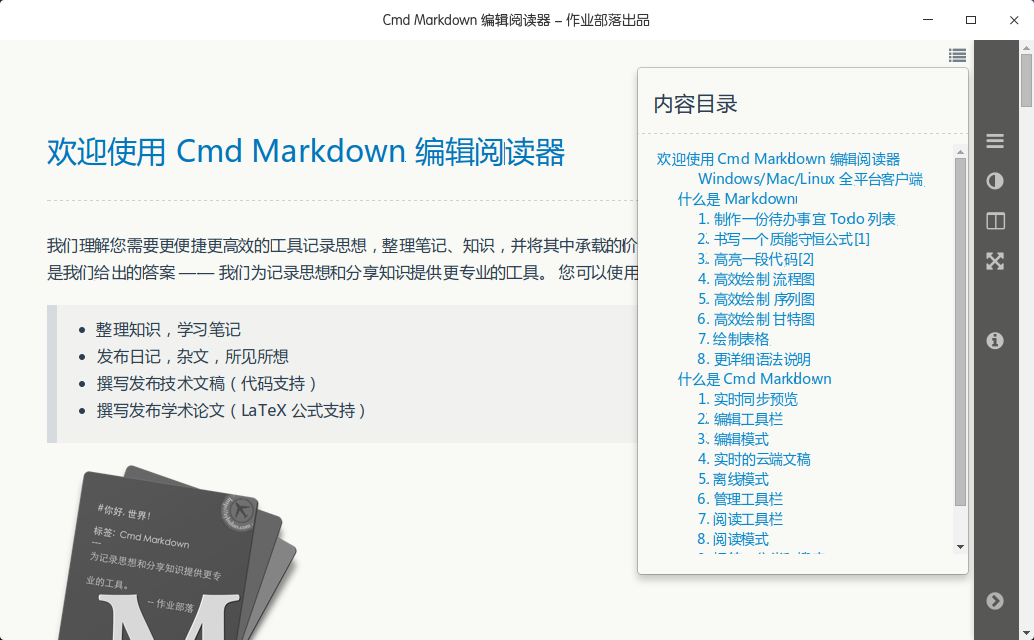 Cmd Markdown 编辑阅读器 – 作业部落出品
内容目录
欢迎使用 Cmd Markdown 编辑阅读器
Windows/Mac/Linux 全平台客户端
什么是 Markdown
1. 制作一份待办事宜 Todo 列表
2. 书写一个质能守恒公式[1]
3. 高亮一段代码[2]
4. 高效绘制 流程图
5. 高效绘制 序列图
6. 高效绘制 甘特图
7. 绘制表格
8. 更详细语法说明
什么是 Cmd Markdown
1. 实时同步预览
2. 编辑工具栏
3. 编辑模式
4. 实时的云端文稿
5. 离线模式
6. 管理工具栏
7. 阅读工具栏
8. 阅读模式
欢迎使用 Cmd Markdown 编辑阅读器
我们理解您需要更便捷更高效的工具记录思想，整理笔记、知识，并将其中承载的价
是我们给出的答案 —— 我们为记录思想和分享知识提供更专业的工具。 您可以使用
• 整理知识，学习笔记
• 发布日记，杂文，所见所想
• 撰写发布技术文稿（代码支持）
• 撰写发布学术论文（LaTeX 公式支持）
#你好, 世界!
标签: Cmd Markdown
—
为记录思想和分享知识提供更专
业的工具。
— 作业部落
M